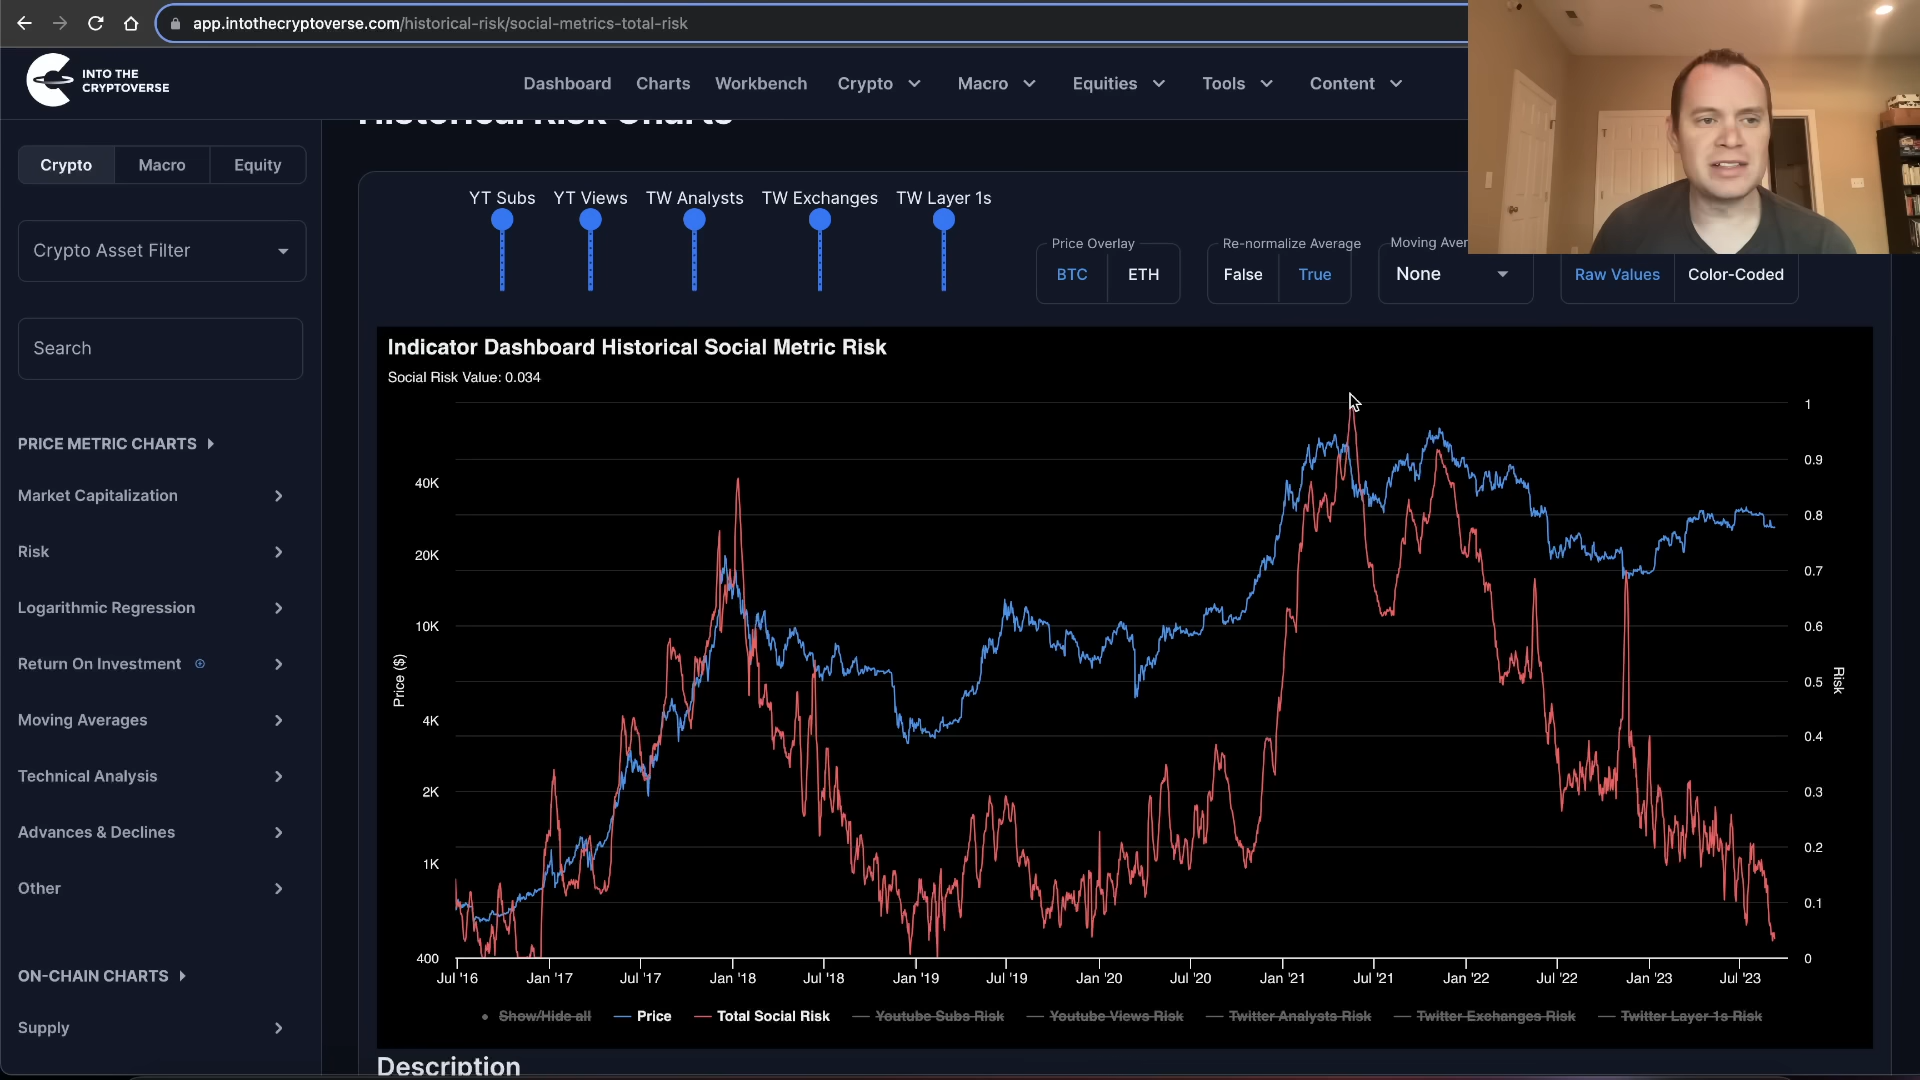 app.intothecryptoverse.com/historical-risk/social-metrics-total-risk
INTO THE
CRYPTOVERSE
Dashboard Charts Workbench Crypto Macro Equities Tools Content
Historical Risk Charts
Crypto Macro Equity
Crypto Asset Filter
Search
PRICE METRIC CHARTS
Market Capitalization
Risk
Logarithmic Regression
Return On Investment
Moving Averages
Technical Analysis
Advances & Declines
Other
ON-CHAIN CHARTS
Supply
YT Subs YT Views TW Analysts TW Exchanges TW Layer 1s
Price Overlay
BTC ETH
Re-normalize Average
False True
Moving Aver
None
Raw Values Color-Coded
Indicator Dashboard Historical Social Metric Risk
Social Risk Value: 0.034
Price ($)
40K
20K
10K
4K
2K
1K
400
1
0.9
0.8
0.7
0.6
0.5
0.4
0.3
0.2
0.1
0
Risk
Jul '16 Jan '17 Jul '17 Jan '18 Jul '18 Jan '19 Jul '19 Jan '20 Jul '20 Jan '21 Jul '21 Jan '22 Jul '22 Jan '23 Jul '23
Show/Hide all Price Total Social Risk Youtube Subs Risk Youtube Views Risk Twitter Analysts Risk Twitter Exchanges Risk Twitter Layer 1s Risk
Description